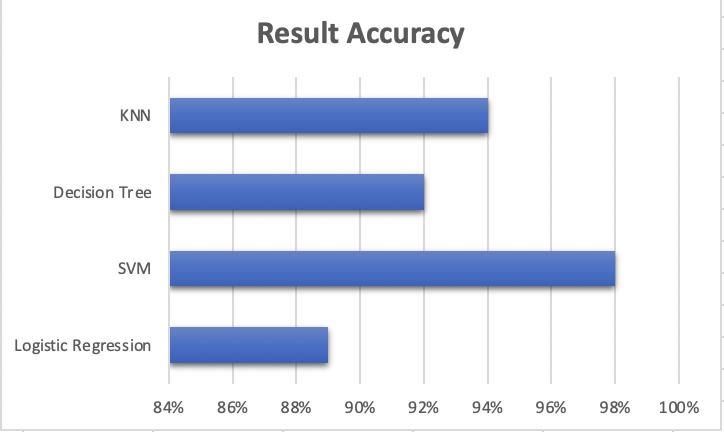 Result Accuracy
KNN
Decision Tree
SVM
Logistic Regression
84% 86% 88% 90% 92% 94% 96% 98% 100%